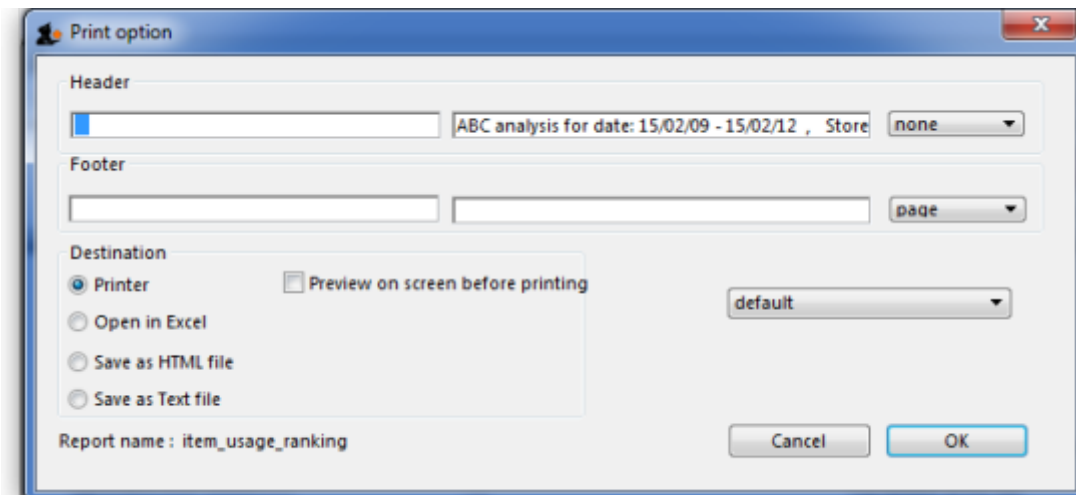 Print option
Header
ABC analysis for date: 15/02/09 - 15/02/12 , Store none
Footer
page
Destination
Printer Preview on screen before printing
default
Open in Excel
Save as HTML file
Save as Text file
Report name : item_usage_ranking Cancel OK